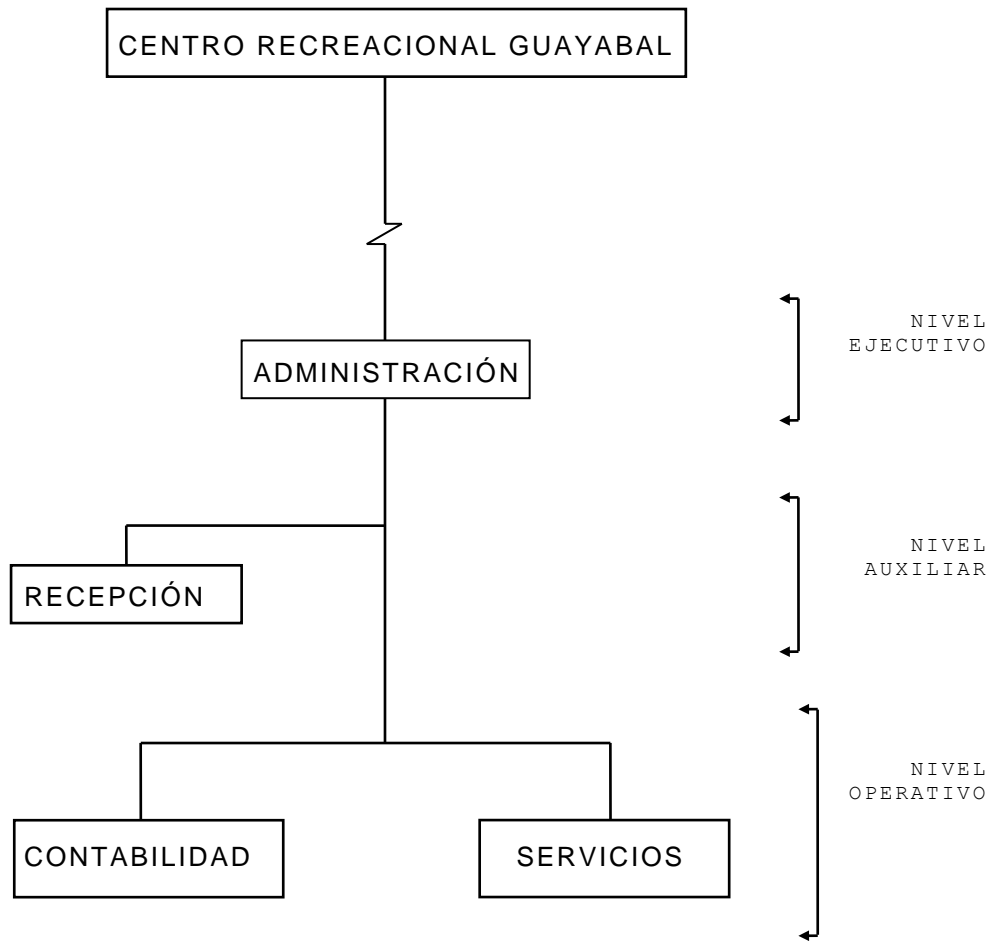 CENTRO RECREACIONAL GUAYABAL
NIVEL
EJECUTIVO
ADMINISTRACIÓN
NIVEL
AUXILIAR
RECEPCIÓN
NIVEL
OPERATIVO
CONTABILIDAD
SERVICIOS